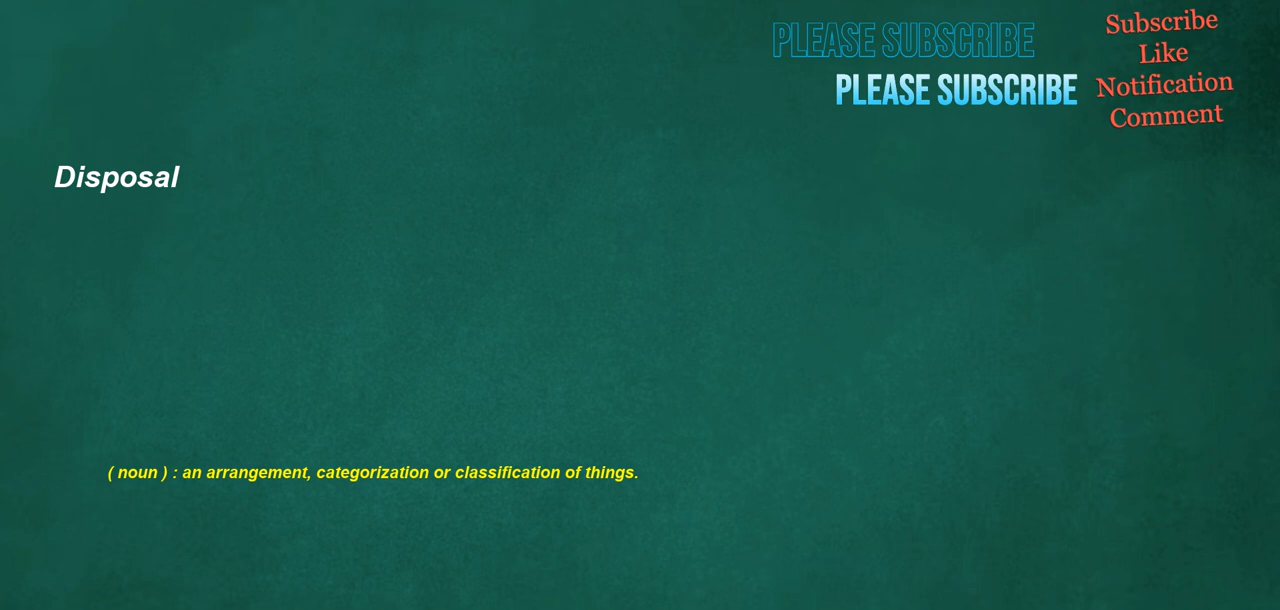 PLEASE SUBSCRIBE
PLEASE SUBSCRIBE
Subscribe
Like
Notification
Comment
Disposal
( noun ) : an arrangement, categorization or classification of things.